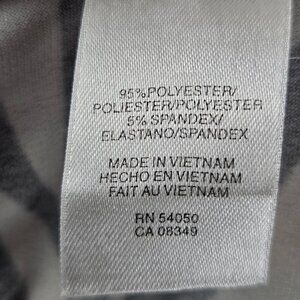 95%POLYESTER/
POLIESTER/POLYESTER
5% SPANDEX/
ELASTANO/SPANDEX
MADE IN VIETNAM
HECHO EN VIETNAM
FAIT AU VIETNAM
RN 54050
CA 08349